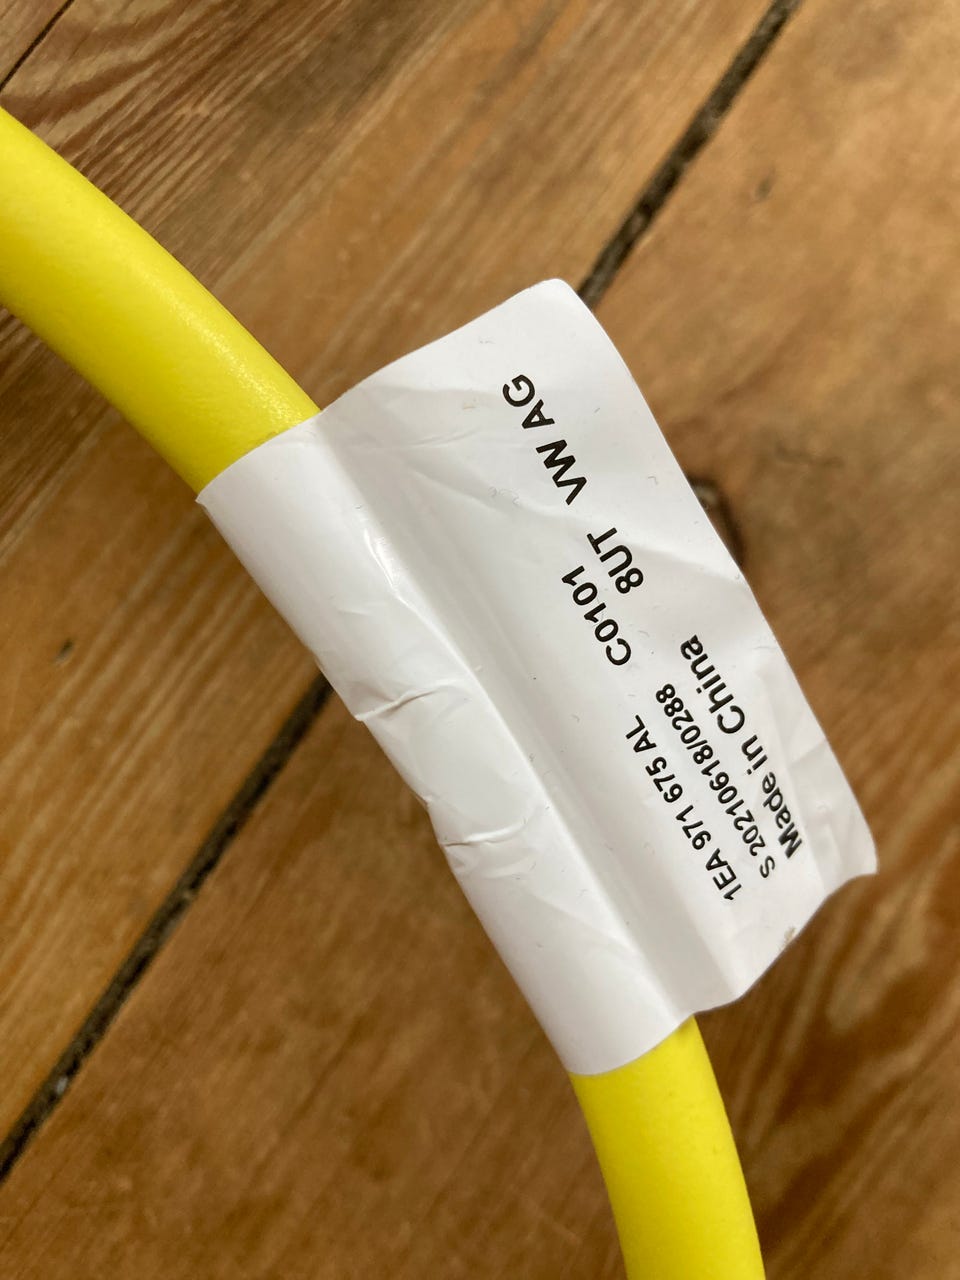 1EA 971 675 AL C0101
S 20210618/0288 8UT VW AG
Made in China